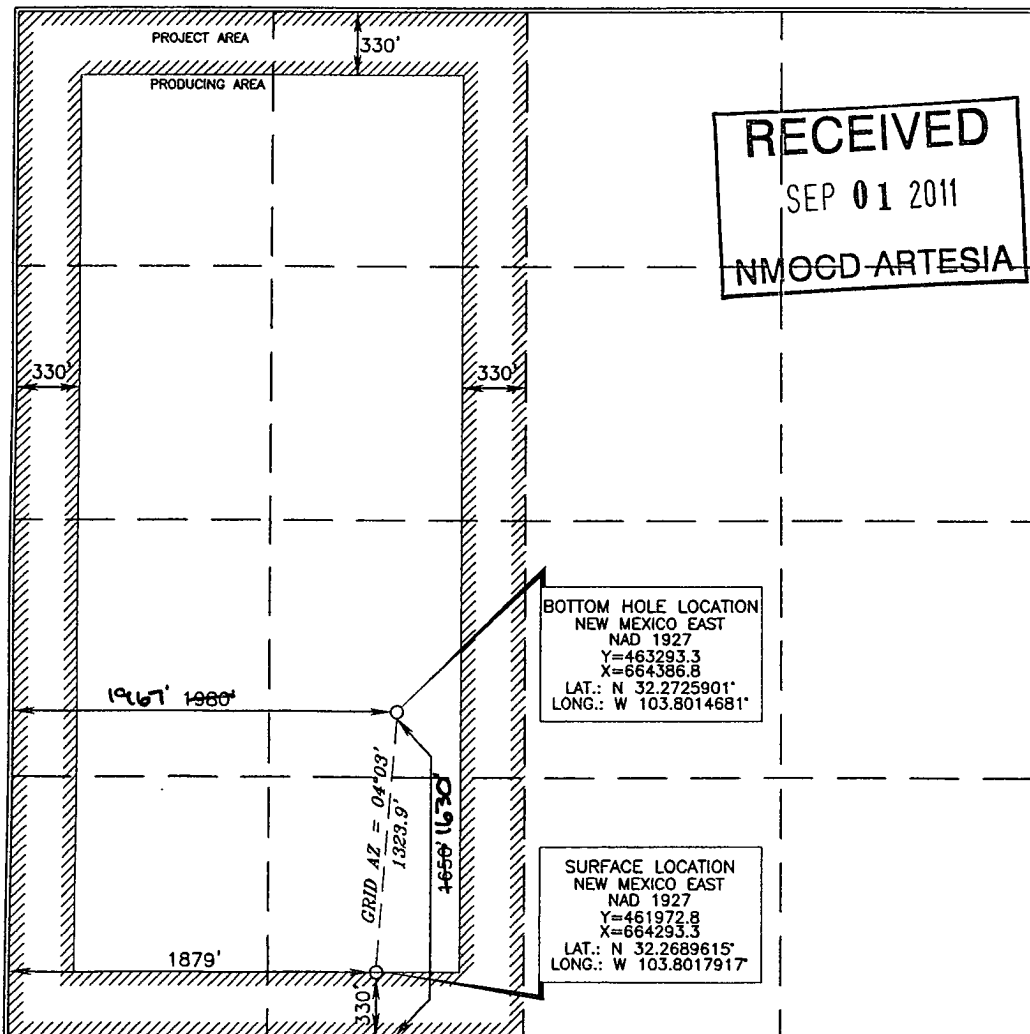 PROJECT AREA
330'
PRODUCING AREA
RECEIVED
SEP 01 2011
NMOCD-ARTESIA
330'
330'
BOTTOM HOLE LOCATION
NEW MEXICO EAST
NAD 1927
Y=463293.3
X=664386.8
LAT.: N 32.2725901°
LONG.: W 103.8014681°
1967' 1980'
GRID AZ = 04°03'
1323.9'
1650' 1630'
SURFACE LOCATION
NEW MEXICO EAST
NAD 1927
Y=461972.8
X=664293.3
LAT.: N 32.2689615°
LONG.: W 103.8017917°
1879'
330'